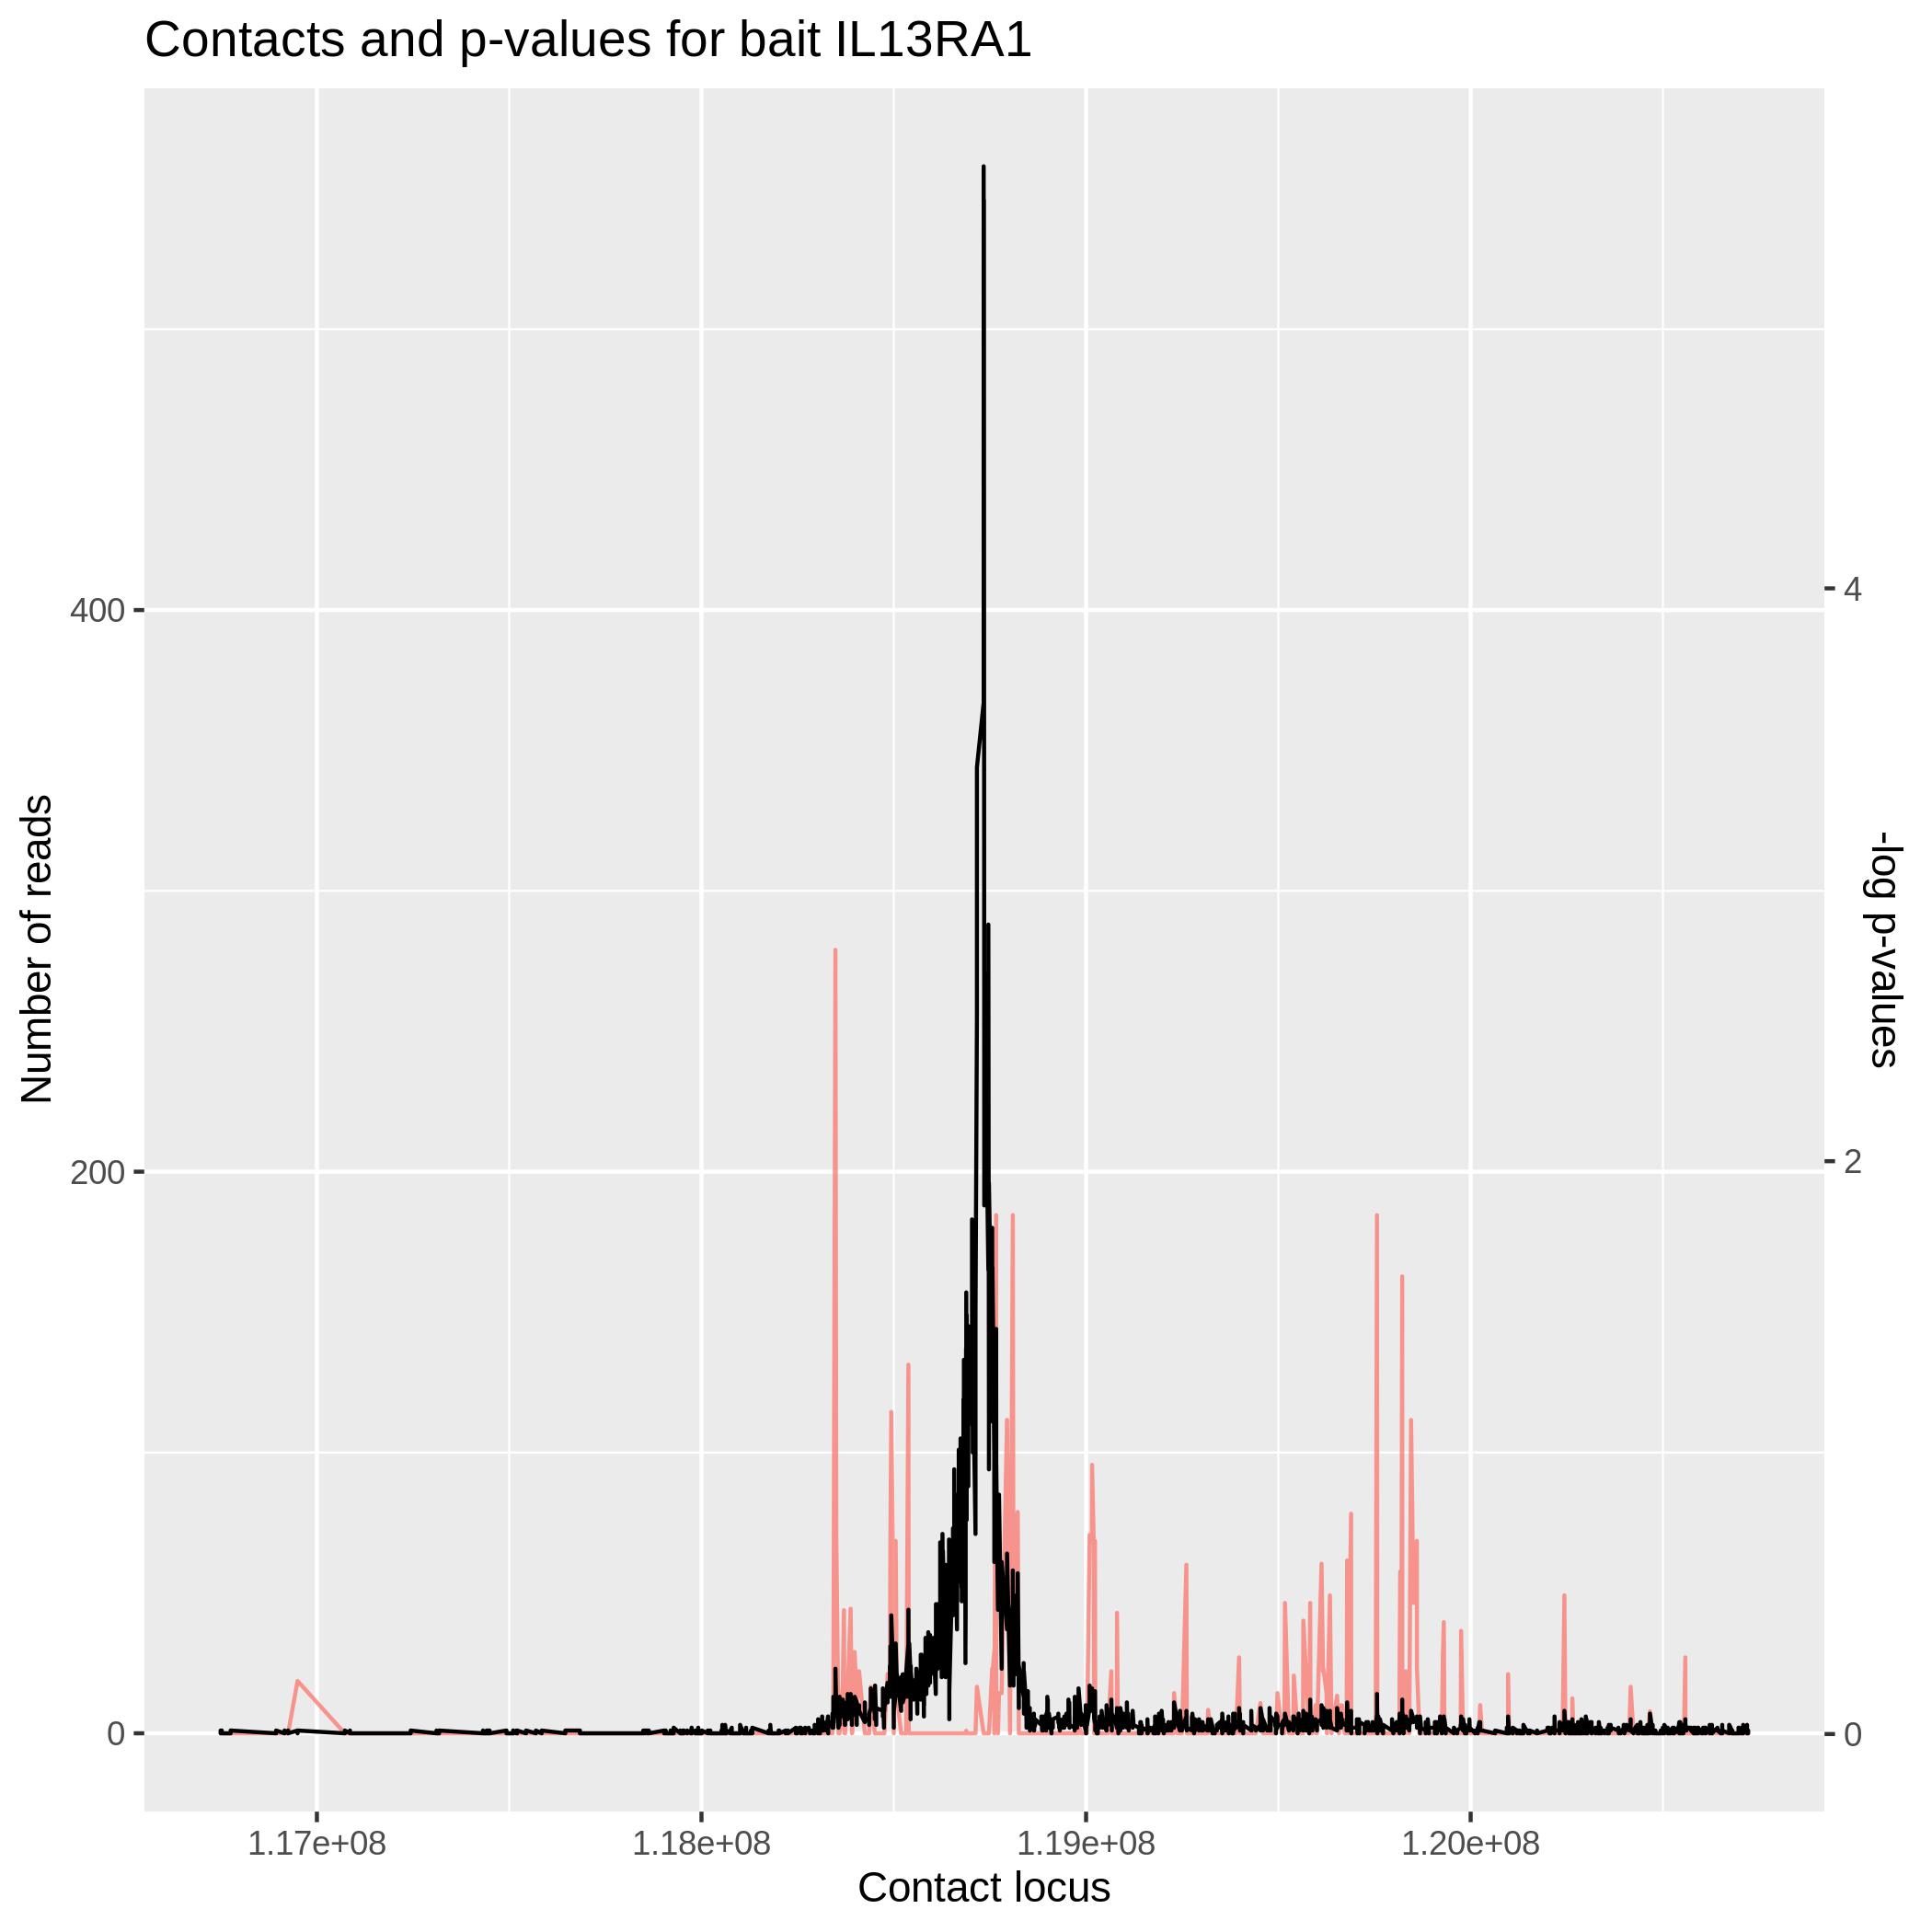 Contacts and p-values for bait IL13RA1
Number of reads
400
200
0
4
2
0
-log p-values
1.17e+08 1.18e+08 1.19e+08 1.20e+08
Contact locus